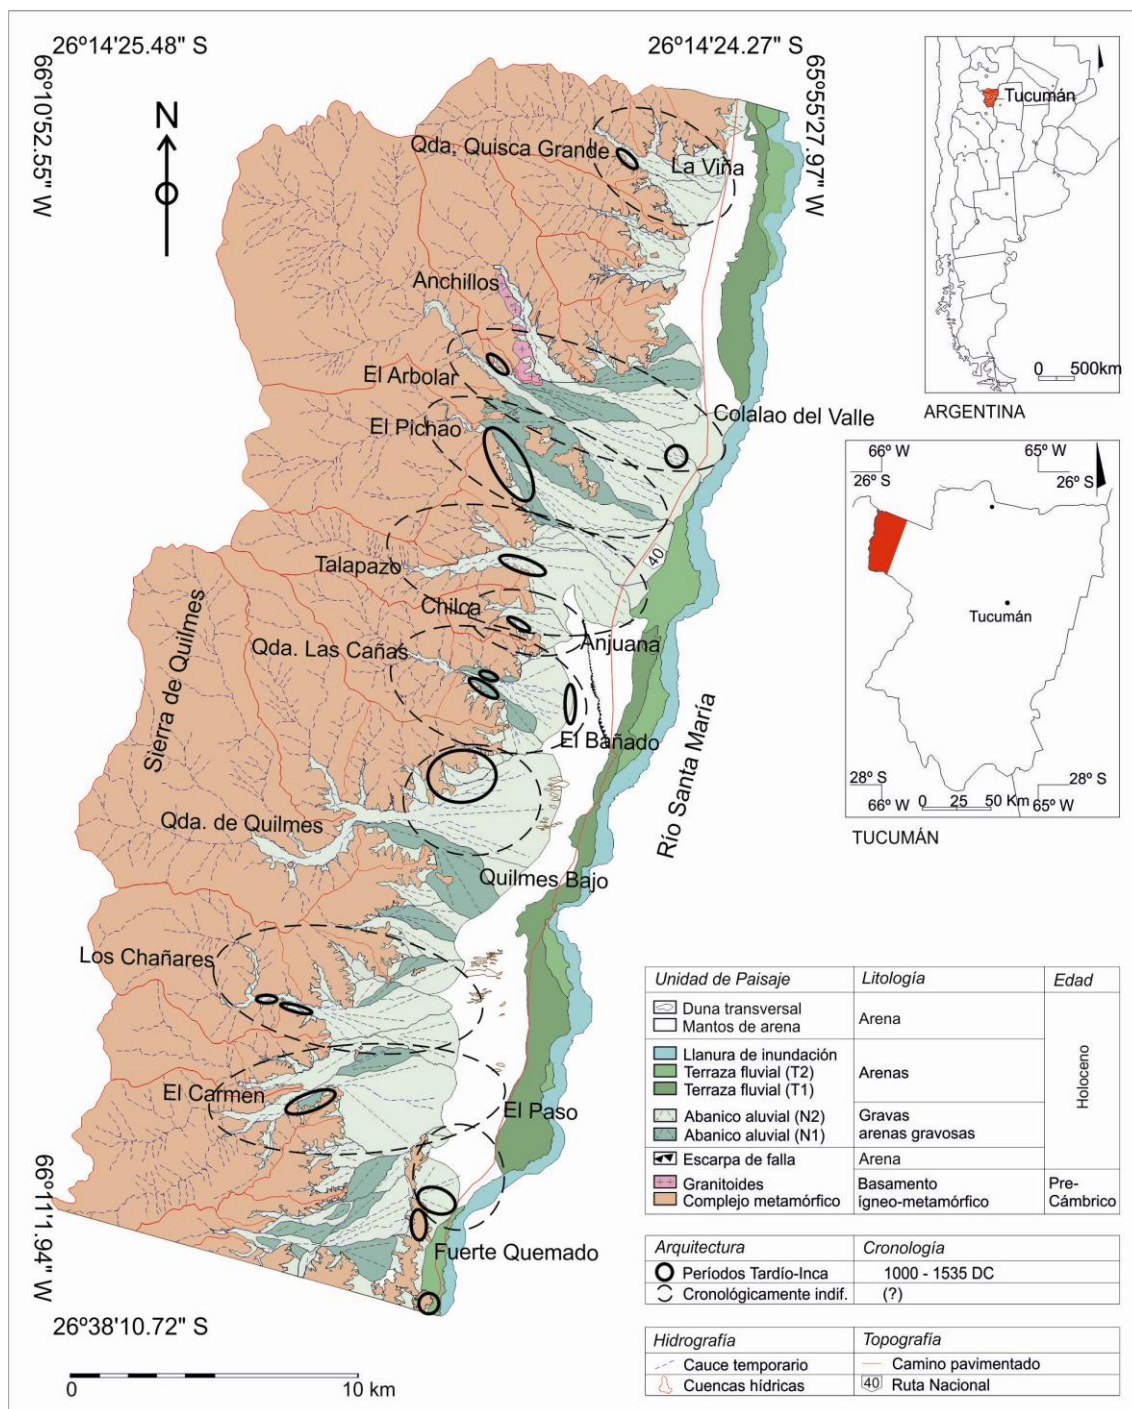 26º14'25.48" S
26º14'24.27" S
66º10'52.55" W
65º55'27.97" W
N
Qda. Quisca Grande
La Viña
Anchillos
El Arbolar
El Pichao
Colalao del Valle
Talapazo
40
Chilca
Anjuana
Qda. Las Cañas
Sierra de Quilmes
El Bañado
Río Santa María
Qda. de Quilmes
Quilmes Bajo
Los Chañares
El Carmen
El Paso
66º11'1.94" W
Fuerte Quemado
26º38'10.72" S
0 10 km
Tucumán
0 500km
ARGENTINA
66º W 65º W
26º S 26º S
Tucumán
28º S 28º S
66º W 0 25 50 Km 65º W
TUCUMÁN
Unidad de Paisaje Litología Edad
Duna transversal
Mantos de arena
Arena
Llanura de inundación
Terraza fluvial (T2)
Terraza fluvial (T1)
Arenas
Abanico aluvial (N2)
Abanico aluvial (N1)
Gravas
arenas gravosas
Escarpa de falla Arena
Holoceno
Granitoides
Complejo metamórfico
Basamento
ígneo-metamórfico
Pre-
Cámbrico
Arquitectura Cronología
Períodos Tardío-Inca 1000 - 1535 DC
Cronológicamente indif. (?)
Hidrografía Topografía
Cauce temporario Camino pavimentado
Cuencas hídricas 40 Ruta Nacional